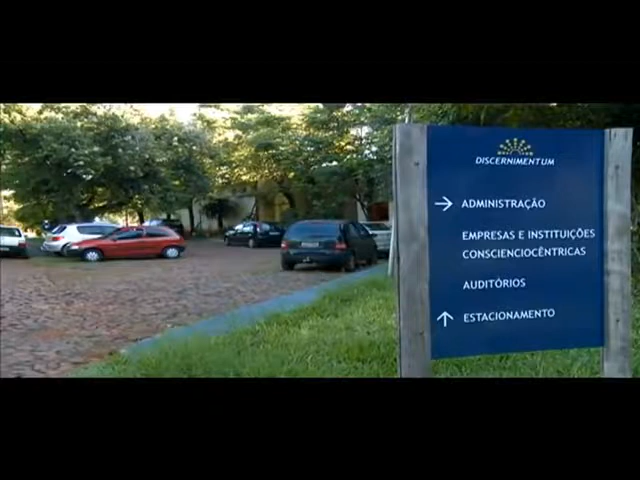 DISCERNIMENTUM
ADMINISTRAÇÃO
EMPRESAS E INSTITUIÇÕES
CONSCIENCIOCÊNTRICAS
AUDITÓRIOS
ESTACIONAMENTO